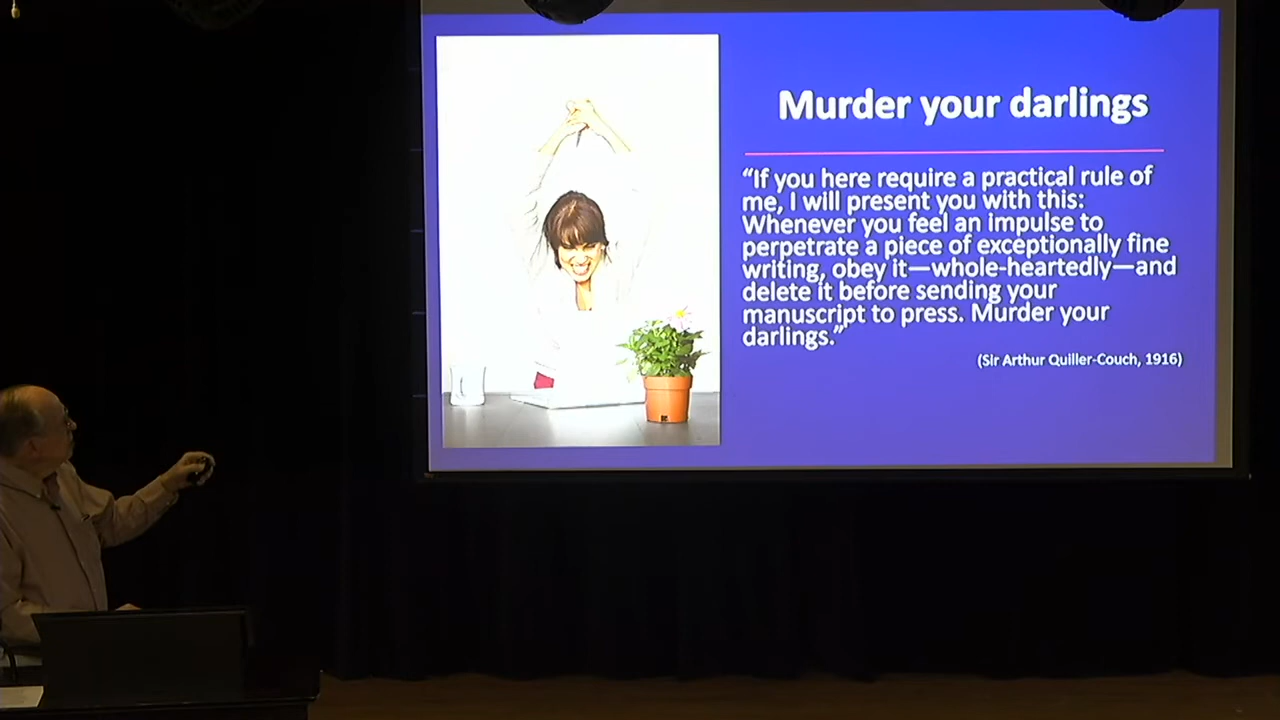 Murder your darlings
“If you here require a practical rule of
me, I will present you with this:
Whenever you feel an impulse to
perpetrate a piece of exceptionally fine
writing, obey it—whole-heartedly—and
delete it before sending your
manuscript to press. Murder your
darlings.”
(Sir Arthur Quiller-Couch, 1916)